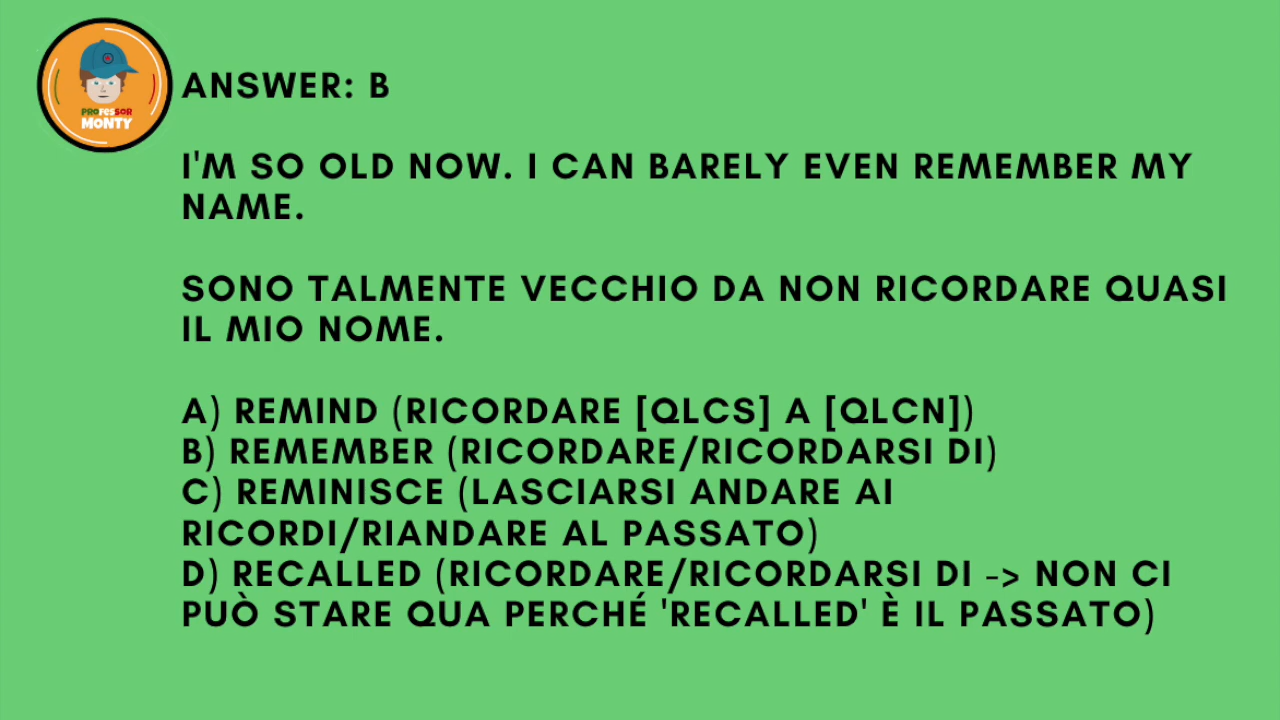 PROFESSOR
MONTY
ANSWER: B
I'M SO OLD NOW. I CAN BARELY EVEN REMEMBER MY
NAME.
SONO TALMENTE VECCHIO DA NON RICORDARE QUASI
IL MIO NOME.
A) REMIND (RICORDARE [QLCS] A [QLCN])
B) REMEMBER (RICORDARE/RICORDARSI DI)
C) REMINISCE (LASCIARSI ANDARE AI
RICORDI/RIANDARE AL PASSATO)
D) RECALLED (RICORDARE/RICORDARSI DI -> NON CI
PUÒ STARE QUA PERCHÉ 'RECALLED' È IL PASSATO)